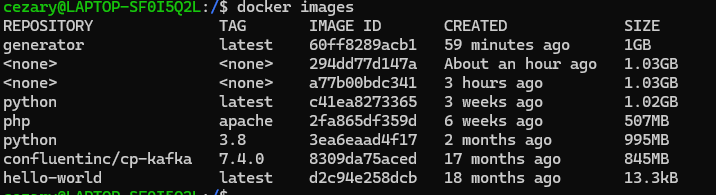 cezary@LAPTOP-SF0I5Q2L:/$ docker images
REPOSITORY TAG IMAGE ID CREATED SIZE
generator latest 60ff8289acb1 59 minutes ago 1GB
<none> <none> 294dd77d147a About an hour ago 1.03GB
<none> <none> a77b00bdc341 3 hours ago 1.03GB
python latest c41ea8273365 3 weeks ago 1.02GB
php apache 2fa865df359d 6 weeks ago 507MB
python 3.8 3ea6eaad4f17 2 months ago 995MB
confluentinc/cp-kafka 7.4.0 8309da75aced 17 months ago 845MB
hello-world latest d2c94e258dcb 18 months ago 13.3kB
cezary@LAPTOP-SF0I5Q2L:/$